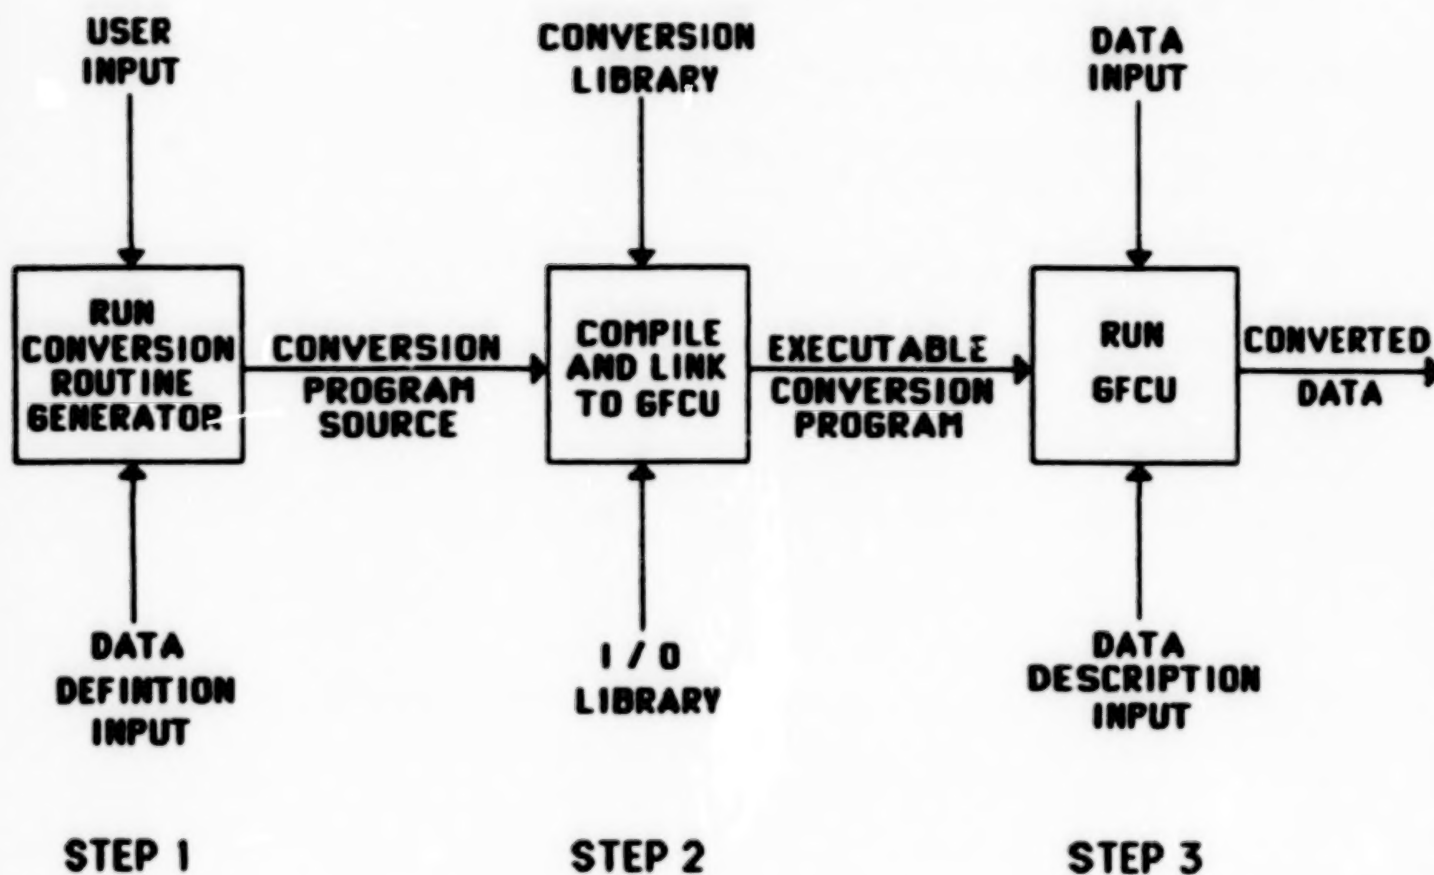 USER
INPUT
CONVERSION
LIBRARY
DATA
INPUT
RUN
CONVERSION
ROUTINE
GENERATOR
CONVERSION
PROGRAM
SOURCE
COMPILE
AND LINK
TO GFCU
EXECUTABLE
CONVERSION
PROGRAM
RUN
GFCU
CONVERTED
DATA
DATA
DEFINTION
INPUT
I / O
LIBRARY
DATA
DESCRIPTION
INPUT
STEP 1
STEP 2
STEP 3